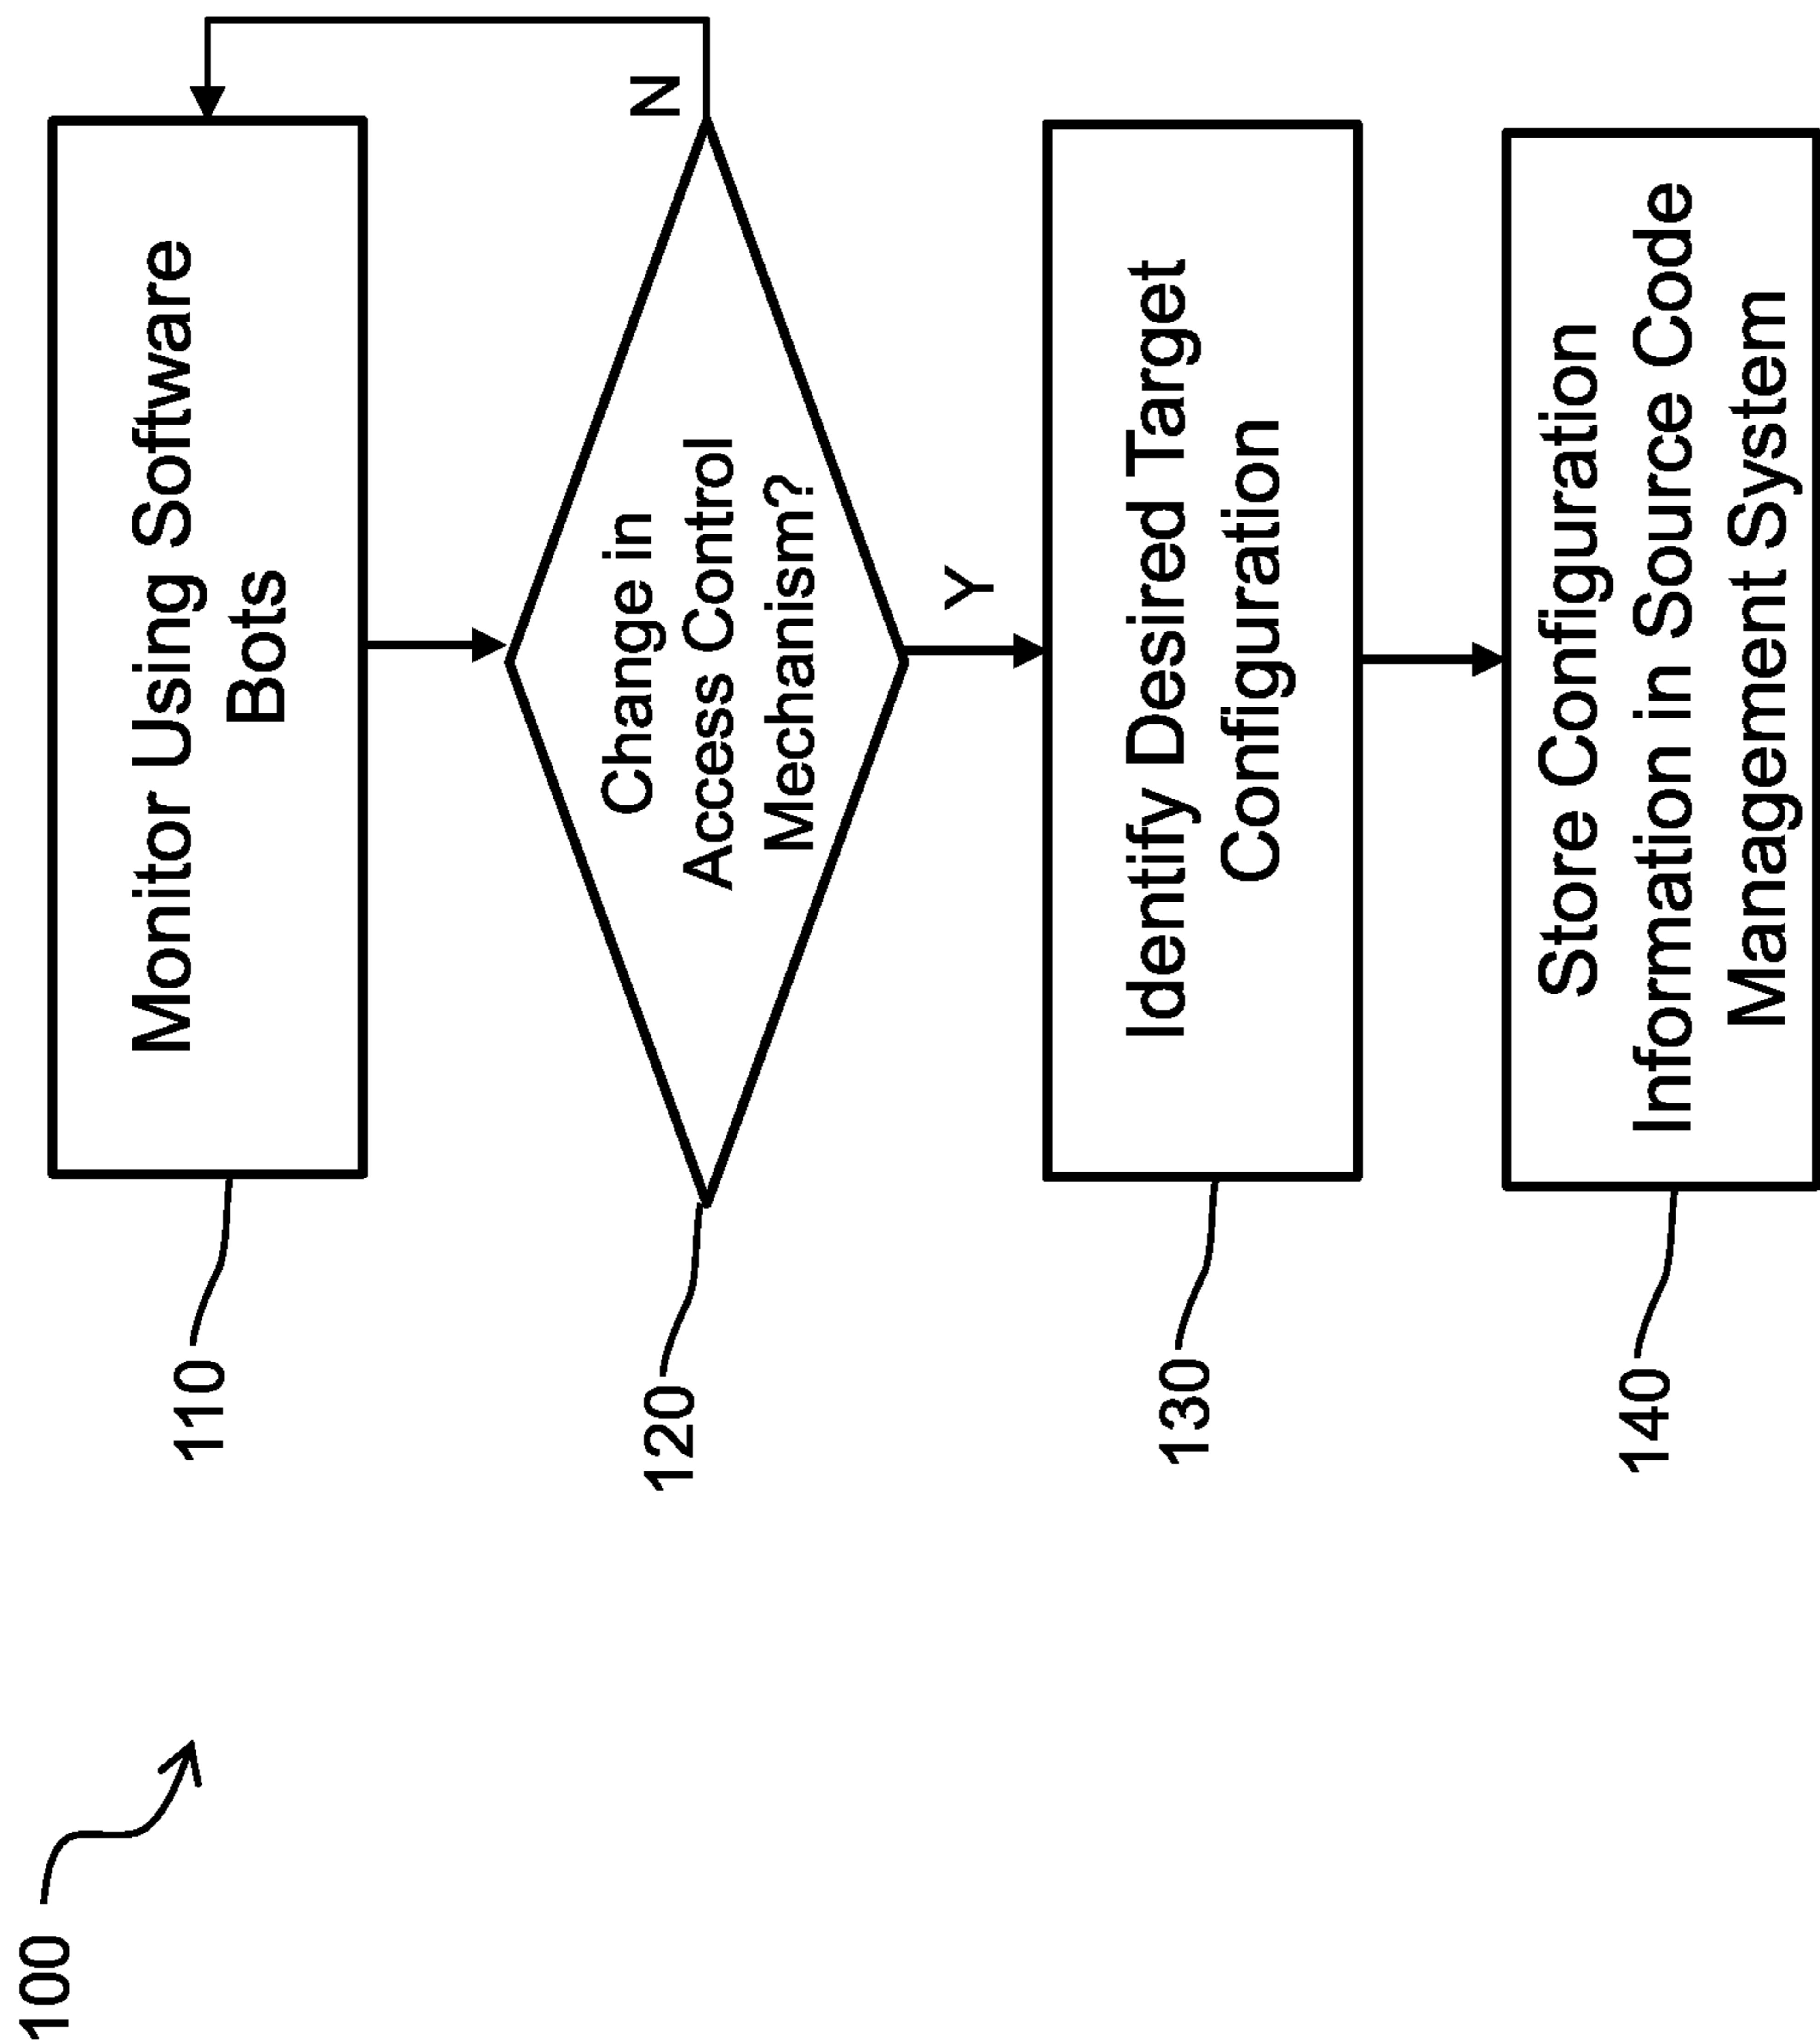 100
110
Monitor Using Software
Bots
120
Change in
Access Control
Mechanism?
N
Y
130
Identify Desired Target
Configuration
140
Store Configuration
Information in Source Code
Management System